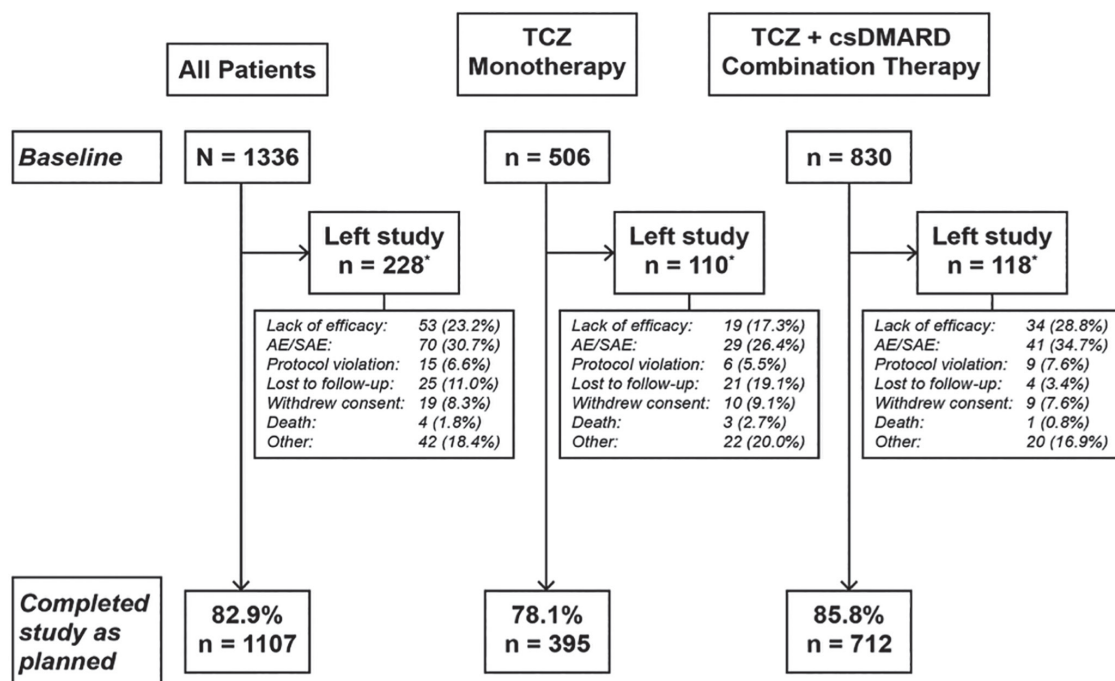 All Patients
TCZ
Monotherapy
TCZ + csDMARD
Combination Therapy
Baseline
N = 1336
n = 506
n = 830
Left study
n = 228*
Left study
n = 110*
Left study
n = 118*
Lack of efficacy: 53 (23.2%)
AE/SAE: 70 (30.7%)
Protocol violation: 15 (6.6%)
Lost to follow-up: 25 (11.0%)
Withdrew consent: 19 (8.3%)
Death: 4 (1.8%)
Other: 42 (18.4%)
Lack of efficacy: 19 (17.3%)
AE/SAE: 29 (26.4%)
Protocol violation: 6 (5.5%)
Lost to follow-up: 21 (19.1%)
Withdrew consent: 10 (9.1%)
Death: 3 (2.7%)
Other: 22 (20.0%)
Lack of efficacy: 34 (28.8%)
AE/SAE: 41 (34.7%)
Protocol violation: 9 (7.6%)
Lost to follow-up: 4 (3.4%)
Withdrew consent: 9 (7.6%)
Death: 1 (0.8%)
Other: 20 (16.9%)
Completed
study as
planned
82.9%
n = 1107
78.1%
n = 395
85.8%
n = 712